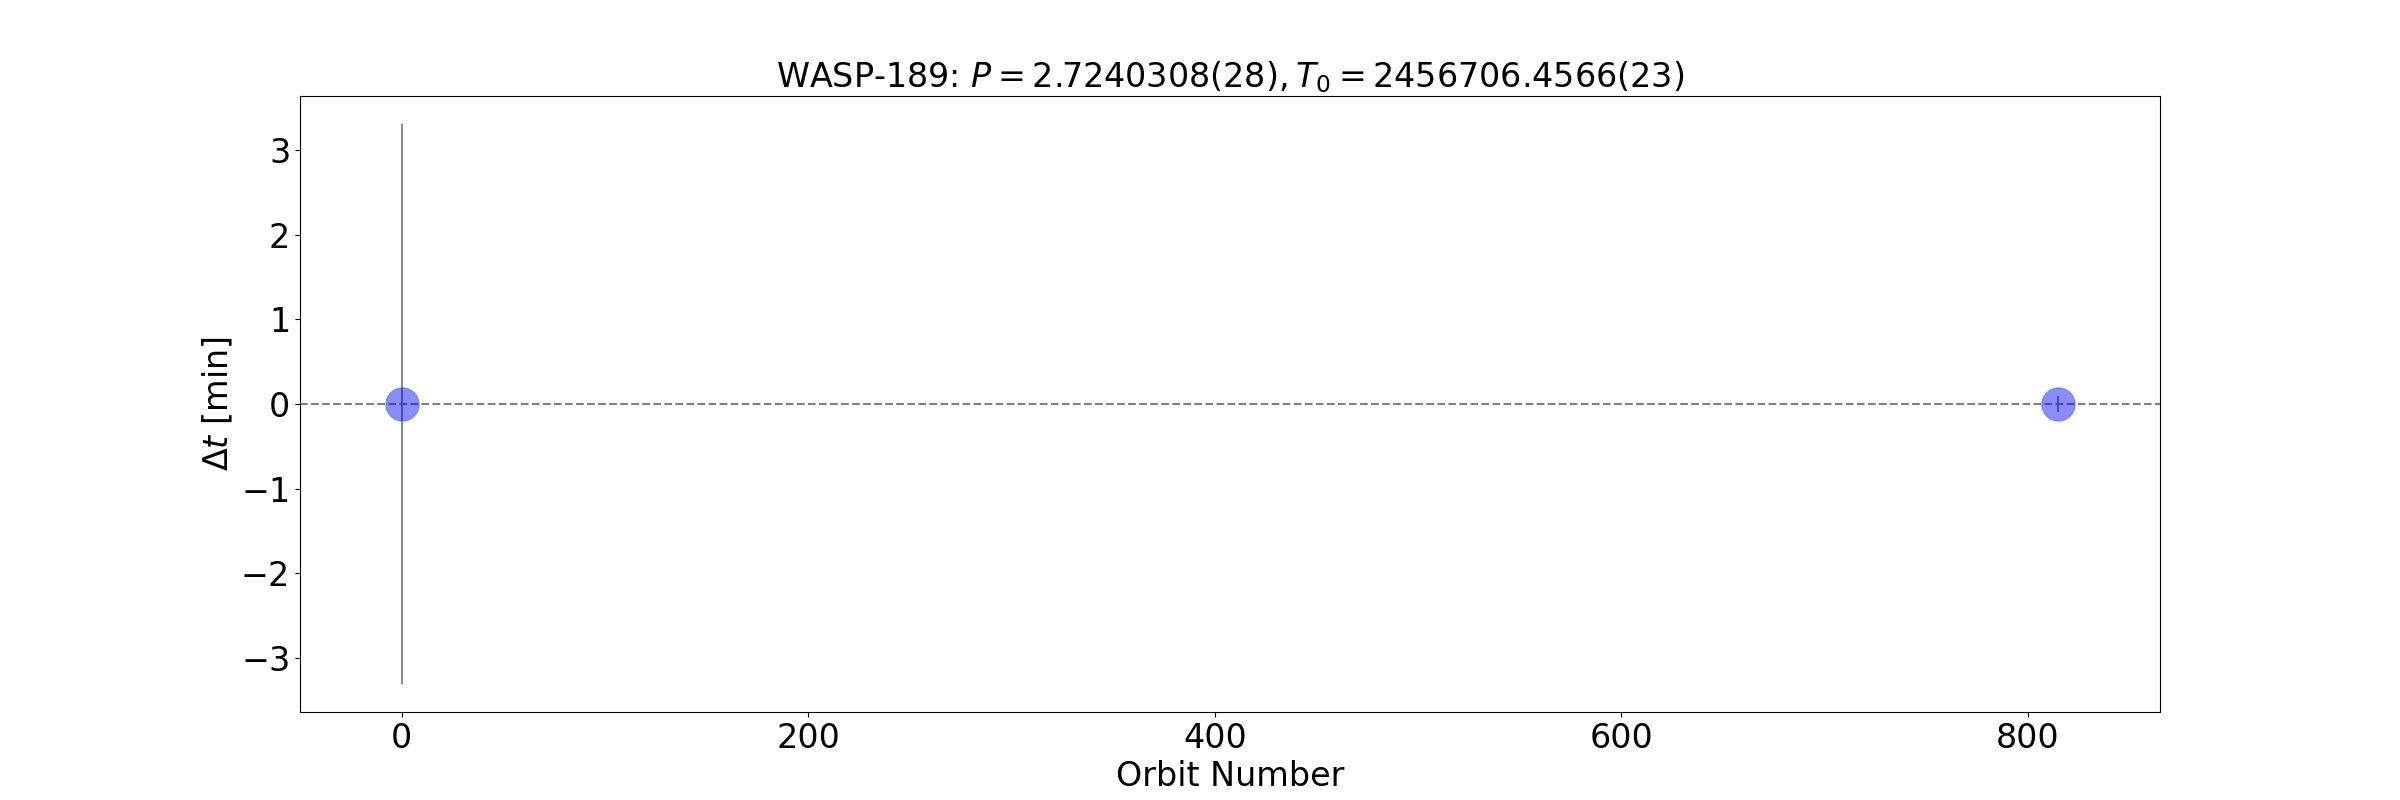 WASP-189: P = 2.7240308(28), T₀ = 2456706.4566(23)
Δt [min]
3
2
1
0
−1
−2
−3
0 200 400 600 800
Orbit Number